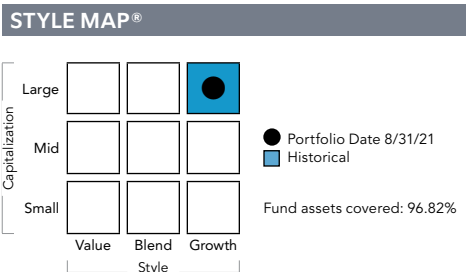 STYLE MAP®
Large
Mid
Small
Capitalization
Value Blend Growth
Style
Portfolio Date 8/31/21
Historical
Fund assets covered: 96.82%